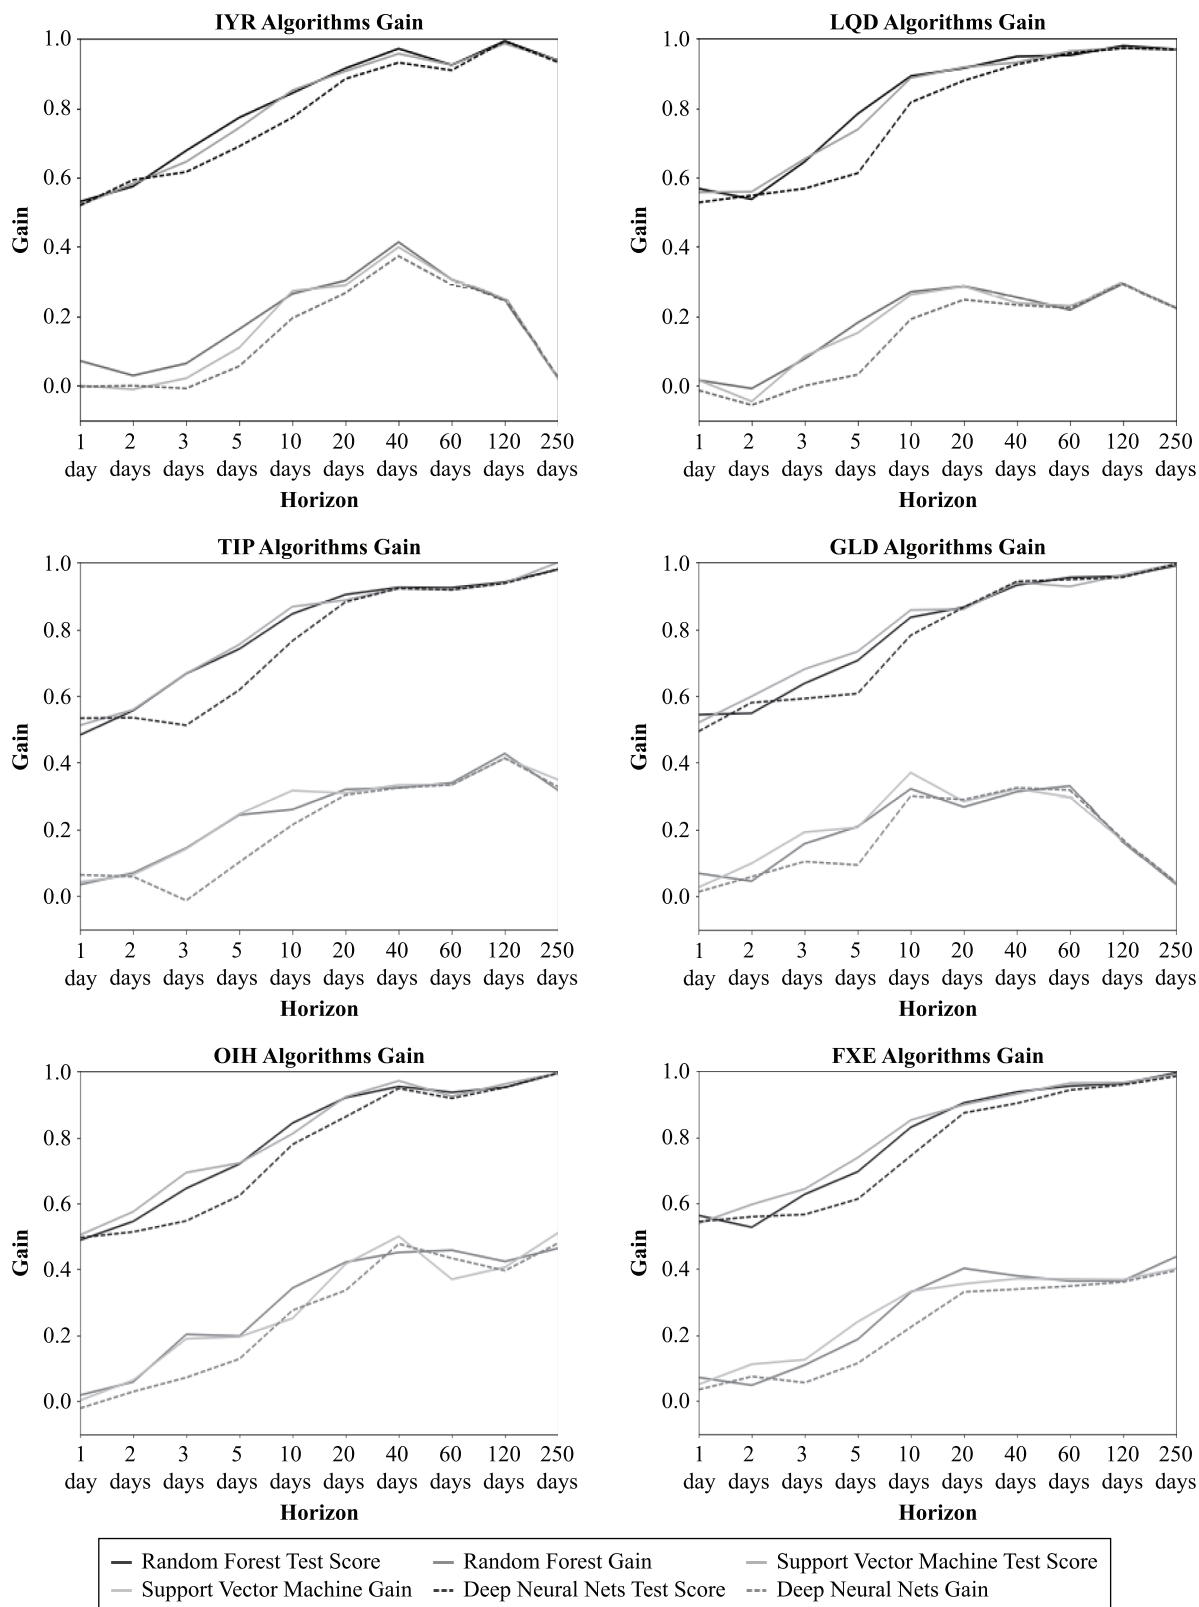 IYR Algorithms Gain
1.0
0.8
0.6
0.4
0.2
0.0
Gain
1 2 3 5 10 20 40 60 120 250
day days days days days days days days days days
Horizon
LQD Algorithms Gain
1.0
0.8
0.6
0.4
0.2
0.0
Gain
1 2 3 5 10 20 40 60 120 250
day days days days days days days days days days
Horizon
TIP Algorithms Gain
1.0
0.8
0.6
0.4
0.2
0.0
Gain
1 2 3 5 10 20 40 60 120 250
day days days days days days days days days days
Horizon
GLD Algorithms Gain
1.0
0.8
0.6
0.4
0.2
0.0
Gain
1 2 3 5 10 20 40 60 120 250
day days days days days days days days days days
Horizon
OIH Algorithms Gain
1.0
0.8
0.6
0.4
0.2
0.0
Gain
1 2 3 5 10 20 40 60 120 250
day days days days days days days days days days
Horizon
FXE Algorithms Gain
1.0
0.8
0.6
0.4
0.2
0.0
Gain
1 2 3 5 10 20 40 60 120 250
day days days days days days days days days days
Horizon
Random Forest Test Score Random Forest Gain Support Vector Machine Test Score
Support Vector Machine Gain Deep Neural Nets Test Score Deep Neural Nets Gain